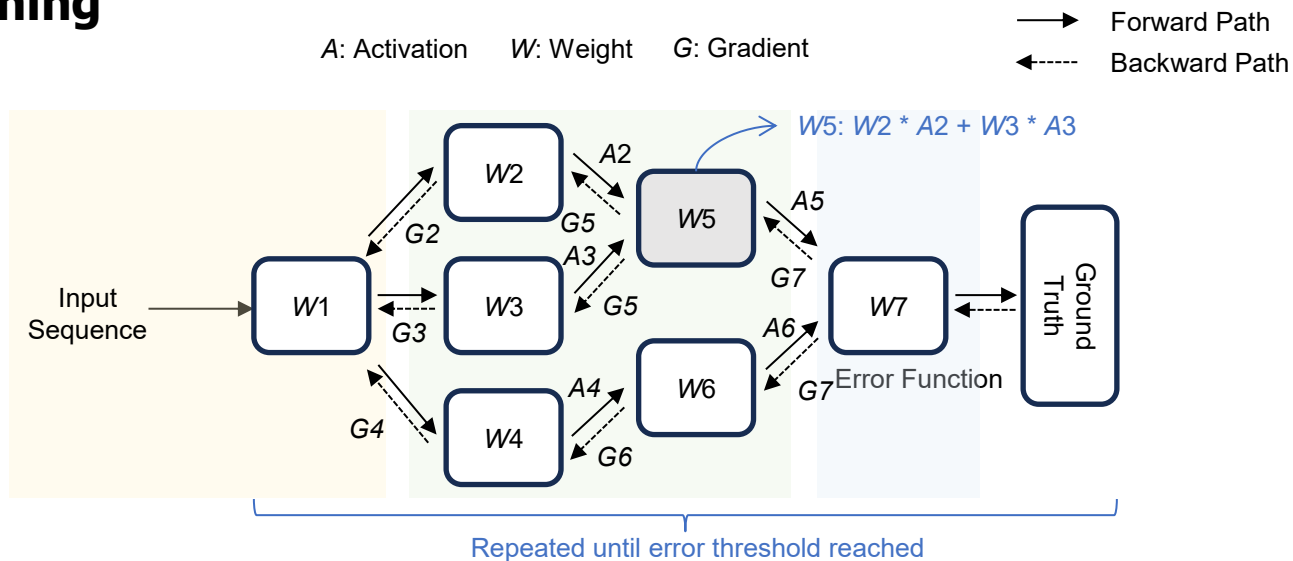 A: Activation W: Weight G: Gradient
Forward Path
Backward Path
W5: W2 * A2 + W3 * A3
W2
A2
G2
G5
W5
A5
A3
G7
Input
Sequence
W1
G3
W3
G5
W7
Ground
Truth
A6
A4
W6
G7
Error Function
G4
W4
G6
Repeated until error threshold reached